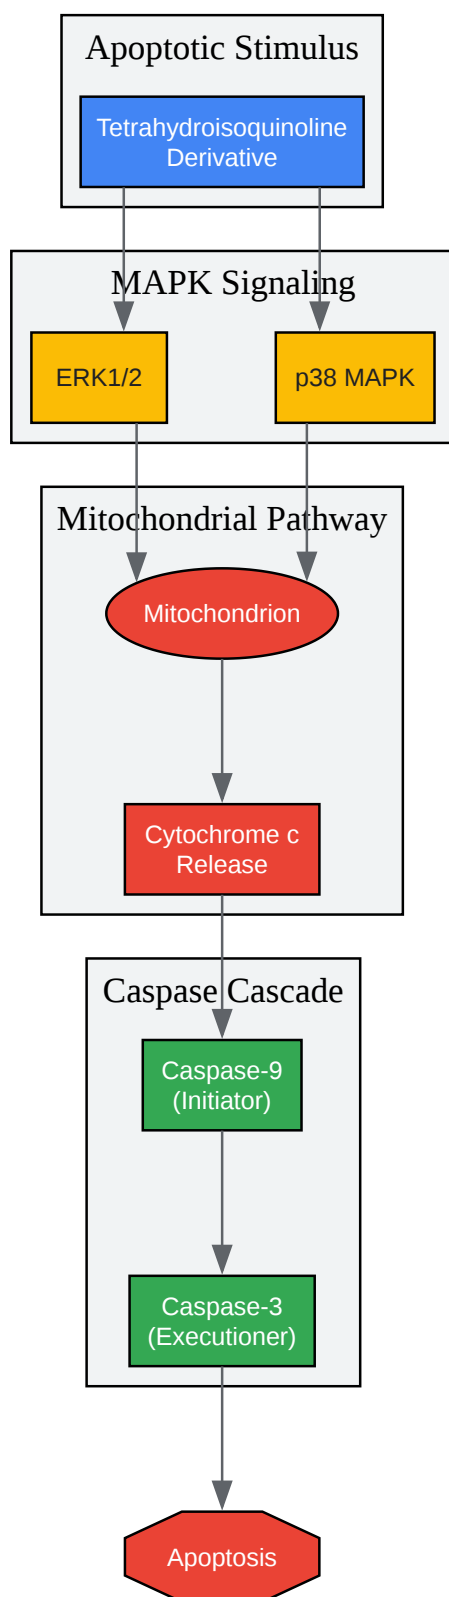 Apoptotic Stimulus
Tetrahydroisoquinoline
Derivative
MAPK Signaling
ERK1/2
p38 MAPK
Mitochondrial Pathway
Mitochondrion
Cytochrome c
Release
Caspase Cascade
Caspase-9
(Initiator)
Caspase-3
(Executioner)
Apoptosis